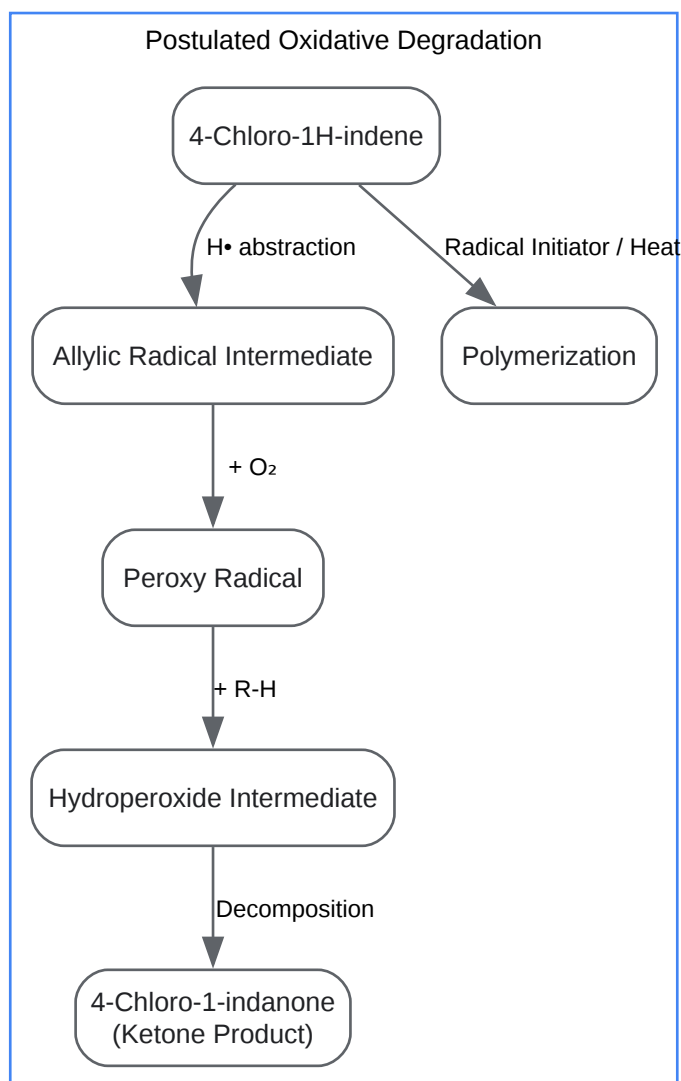 Postulated Oxidative Degradation
4-Chloro-1H-indene
H• abstraction
Radical Initiator / Heat
Allylic Radical Intermediate
Polymerization
+ O₂
Peroxy Radical
+ R-H
Hydroperoxide Intermediate
Decomposition
4-Chloro-1-indanone
(Ketone Product)